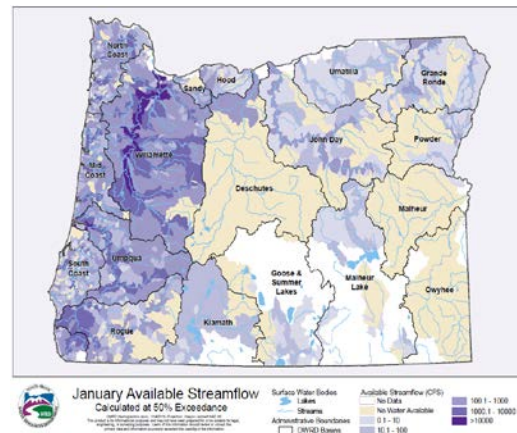 North
Coast
Sandy
Hood
Umatilla
Grande
Ronde
Willamette
John Day
Powder
Mid
Coast
Deschutes
Malheur
South
Coast
Umpqua
Goose &
Summer
Lakes
Malheur
Lake
Owyhee
Rogue
Klamath
January Available Streamflow
Calculated at 50% Exceedance
Surface Water Bodies
Lakes
Streams
Administrative Boundaries
OWRD Basins
Available Streamflow (CFS)
No Data
No Water Available
0.1 - 10
10.1 - 100
100.1 - 1000
1000.1 - 10000
>10000